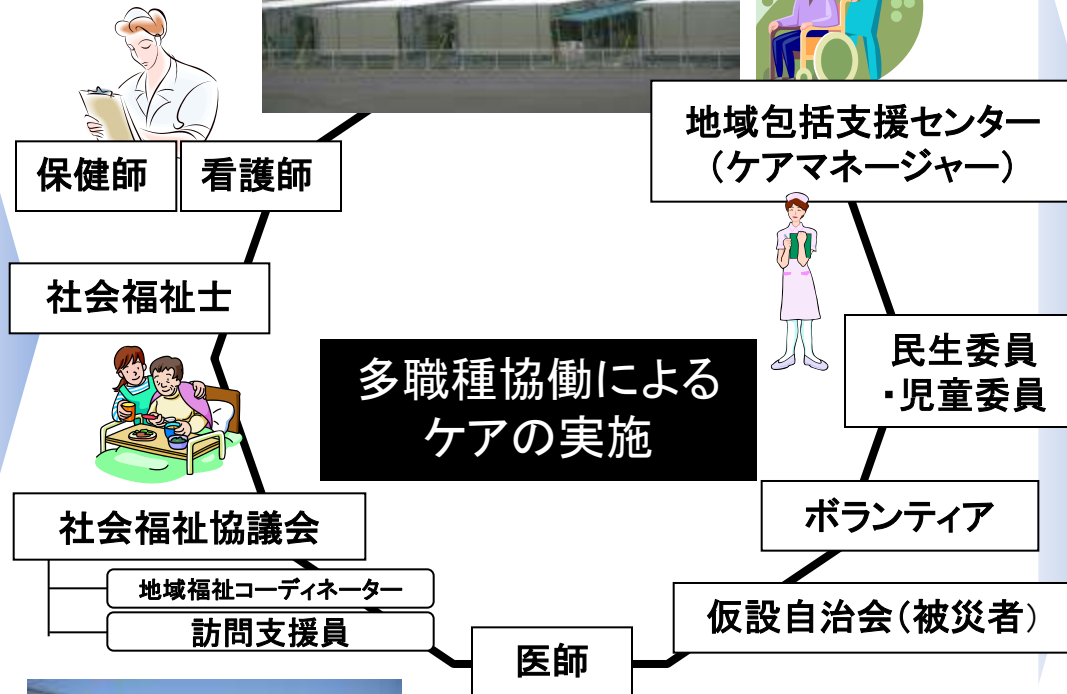 保健師
看護師
地域包括支援センター
（ケアマネージャー）
社会福祉士
民生委員
・児童委員
多職種協働による
ケアの実施
社会福祉協議会
地域福祉コーディネーター
訪問支援員
ボランティア
仮設自治会（被災者）
医師